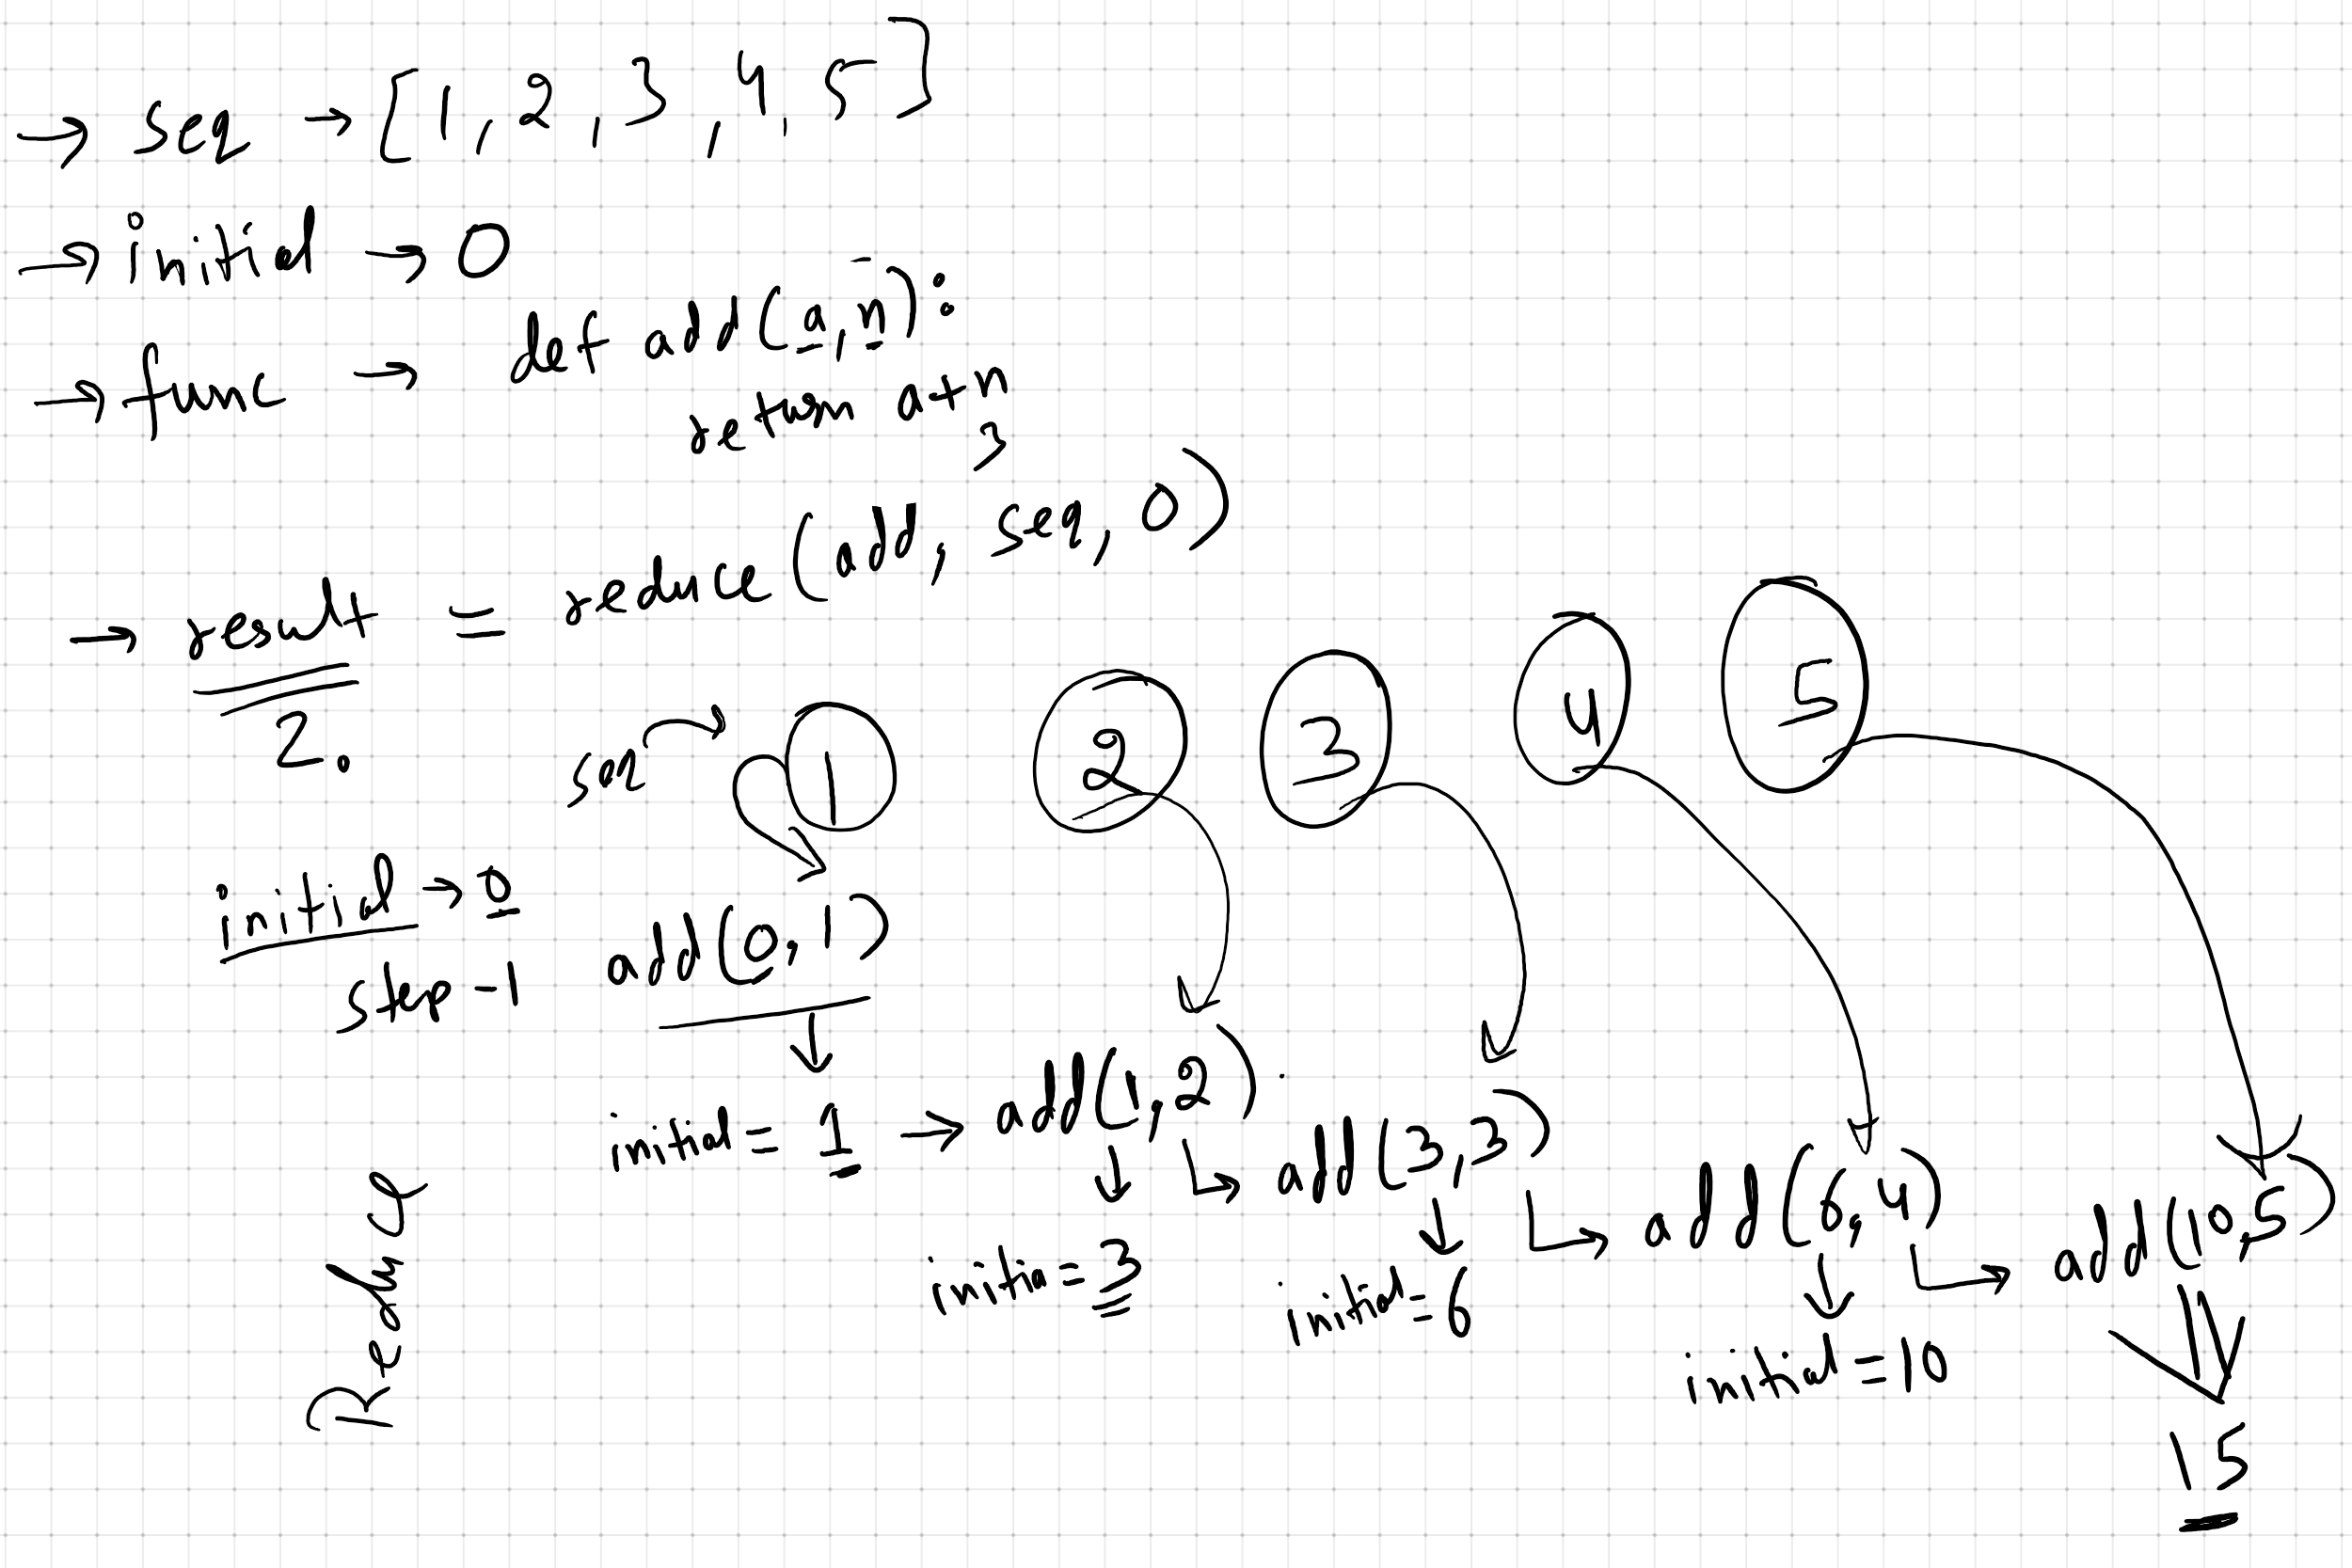 → seq → [1, 2, 3, 4, 5]
→ initial → 0
→ func → def add(a, n):
return a+n
→ result = reduce(add, seq, 0)
2.
seq 1 2 3 4 5
initial → 0
step-1 add(0, 1)
initial = 1 → add(1, 2)
add(3, 3)
add(6, 4)
add(10, 5)
initia = 3
initial = 6
initial = 10
15
Reduce